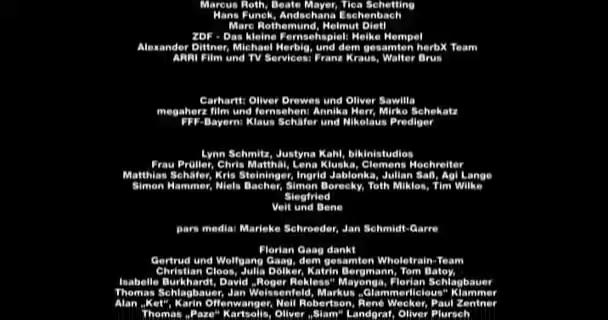 Marcus Roth, Beate Mayer, Tica Schetting
Hans Funck, Andschana Eschenbach
Marc Rothemund, Helmut Dietl
ZDF - Das kleine Fernsehspiel: Heike Hempel
Alexander Dittner, Michael Herbig, und dem gesamten herbX Team
ARRI Film und TV Services: Franz Kraus, Walter Brus
Carhartt: Oliver Drewes und Oliver Sawilla
megaherz film und fernsehen: Annika Herr, Mirko Schekatz
FFF-Bayern: Klaus Schäfer und Nikolaus Prediger
Lynn Schmitz, Justyna Kahl, bikinistudios
Frau Prüller, Chris Matthäi, Lena Kluska, Clemens Hochreiter
Matthias Schäfer, Kris Steininger, Ingrid Jablonka, Julian Saß, Agi Lange
Simon Hammer, Niels Bacher, Simon Borecky, Toth Miklos, Tim Wilke
Siegfried
Veit und Bene
pars media: Marieke Schroeder, Jan Schmidt-Garre
Florian Gaag dankt
Gertrud und Wolfgang Gaag, dem gesamten Wholetrain-Team
Christian Cloos, Julia Dölker, Katrin Bergmann, Tom Batoy,
Isabelle Burkhardt, David „Roger Rekless” Mayonga, Florian Schlagbauer
Thomas Schlagbauer, Jan Weissenfeld, Markus „Glammerlicious” Klammer
Alan „Ket”, Karin Offenwanger, Neil Robertson, René Wecker, Paul Zentner
Thomas „Paze” Kartsolis, Oliver „Siam” Landgraf, Oliver Plursch